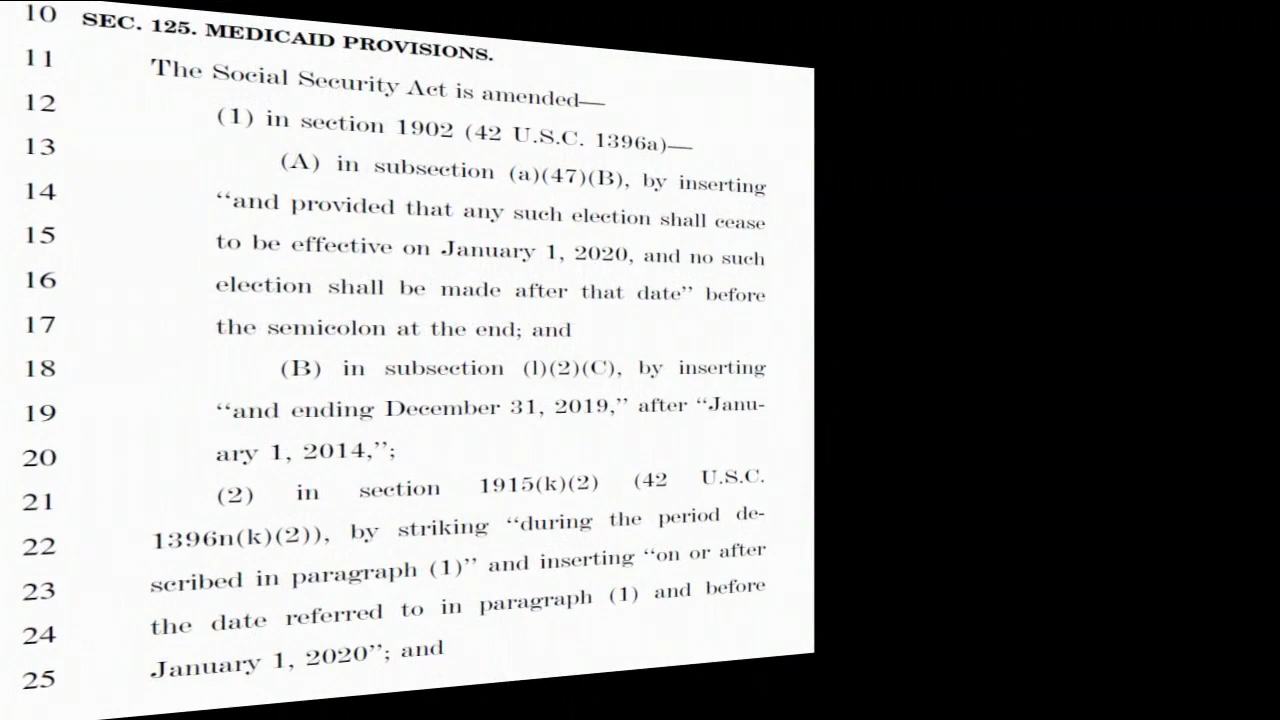 10 SEC. 125. MEDICAID PROVISIONS.
11 The Social Security Act is amended—
12 (1) in section 1902 (42 U.S.C. 1396a)—
13 (A) in subsection (a)(47)(B), by inserting
14 ‘‘and provided that any such election shall cease
15 to be effective on January 1, 2020, and no such
16 election shall be made after that date’’ before
17 the semicolon at the end; and
18 (B) in subsection (l)(2)(C), by inserting
19 ‘‘and ending December 31, 2019,’’ after ‘‘Janu-
20 ary 1, 2014,’’;
21 (2) in section 1915(k)(2) (42 U.S.C.
22 1396n(k)(2)), by striking ‘‘during the period de-
23 scribed in paragraph (1)’’ and inserting ‘‘on or after
24 the date referred to in paragraph (1) and before
25 January 1, 2020’’; and